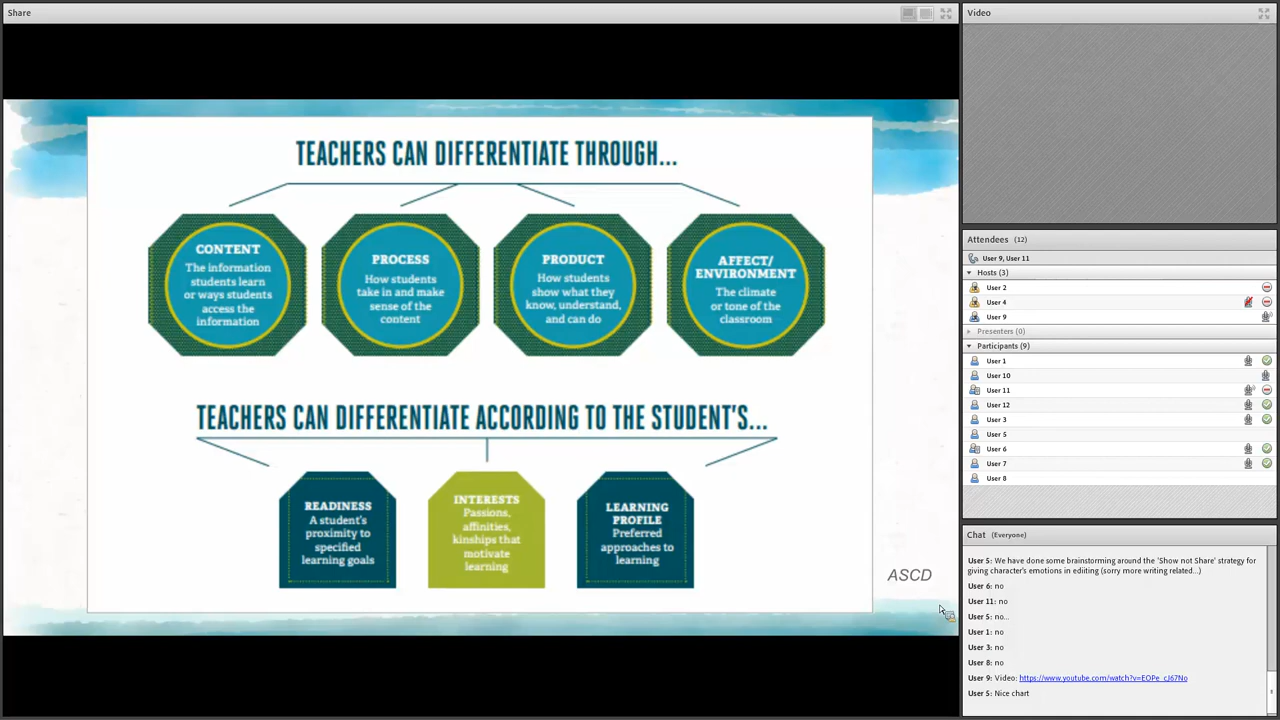 Share
TEACHERS CAN DIFFERENTIATE THROUGH...
CONTENT
The information
students learn
or ways students
access the
information
PROCESS
How students
take in and make
sense of the
content
PRODUCT
How students
show what they
know, understand,
and can do
AFFECT/
ENVIRONMENT
The climate
or tone of the
classroom
TEACHERS CAN DIFFERENTIATE ACCORDING TO THE STUDENT'S...
READINESS
A student's
proximity to
specified
learning goals
INTERESTS
Passions,
affinities,
kinships that
motivate
learning
LEARNING
PROFILE
Preferred
approaches to
learning
ASCD
Video
Attendees (12)
User 9, User 11
Hosts (3)
User 2
User 4
User 9
Presenters (0)
Participants (9)
User 1
User 10
User 11
User 12
User 3
User 5
User 6
User 7
User 8
Chat (Everyone)
User 5: We have done some brainstorming around the 'Show not Share' strategy for
giving character's emotions in ediiting (sorry more writing related...)
User 6: no
User 11: no
User 5: no...
User 1: no
User 3: no
User 8: no
User 9: Video: https://www.youtube.com/watch?v=EOPe_cJ67No
User 5: Nice chart